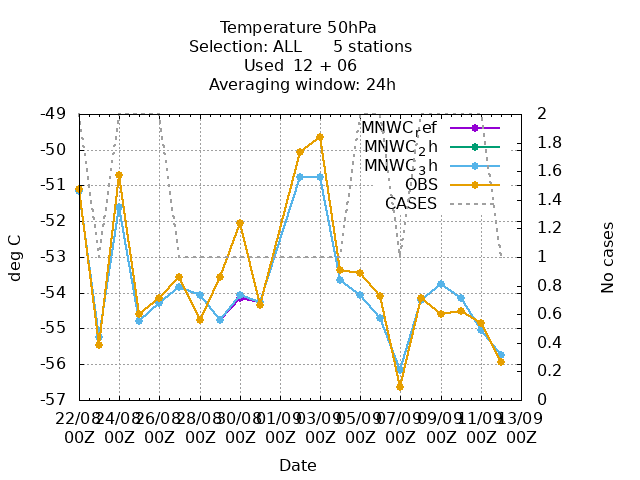 Temperature 50hPa
Selection: ALL 5 stations
Used 12 + 06
Averaging window: 24h
-49
-50
-51
-52
-53
-54
-55
-56
-57
deg C
2
1.8
1.6
1.4
1.2
1
0.8
0.6
0.4
0.2
0
No cases
MNWC_ref
MNWC_2h
MNWC_3h
OBS
CASES
22/08 24/08 26/08 28/08 30/08 01/09 03/09 05/09 07/09 09/09 11/09 13/09
00Z 00Z 00Z 00Z 00Z 00Z 00Z 00Z 00Z 00Z 00Z 00Z
Date